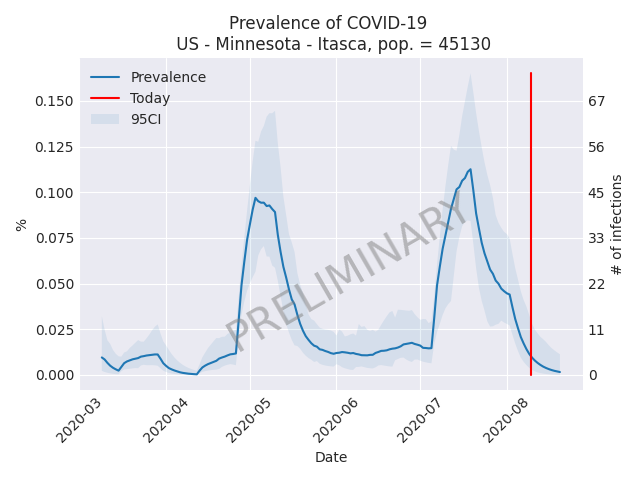 Prevalence of COVID-19
US - Minnesota - Itasca, pop. = 45130
Prevalence
Today
95CI
0.150
0.125
0.100
0.075
0.050
0.025
0.000
%
67
56
45
33
22
11
0
# of infections
PRELIMINARY
2020-03
2020-04
2020-05
2020-06
2020-07
2020-08
Date